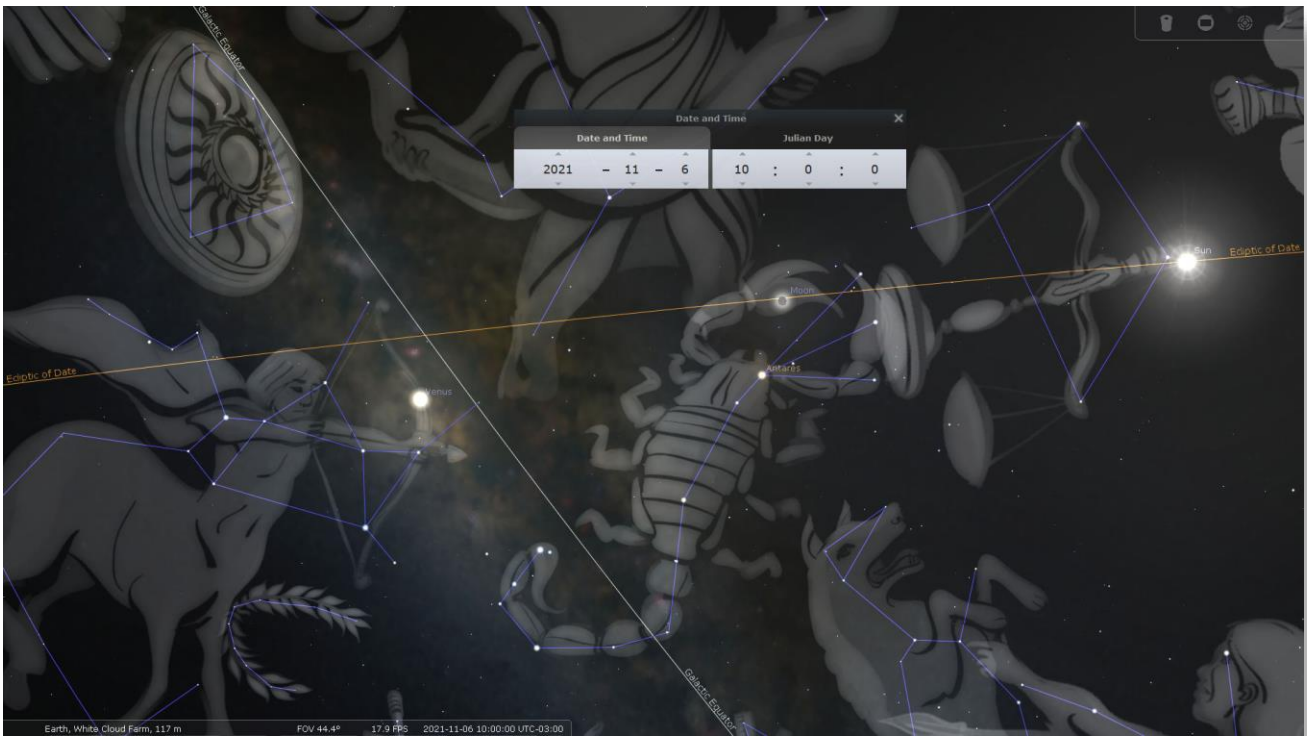 Galactic Equator
Date and Time
Date and Time Julian Day
2021 - 11 - 6 10 : 0 : 0
Sun
Ecliptic of Date
Moon
Antares
Ecliptic of Date
Venus
Galactic Equator
Earth, White Cloud Farm, 117 m FOV 44.4° 17.9 FPS 2021-11-06 10:00:00 UTC-03:00